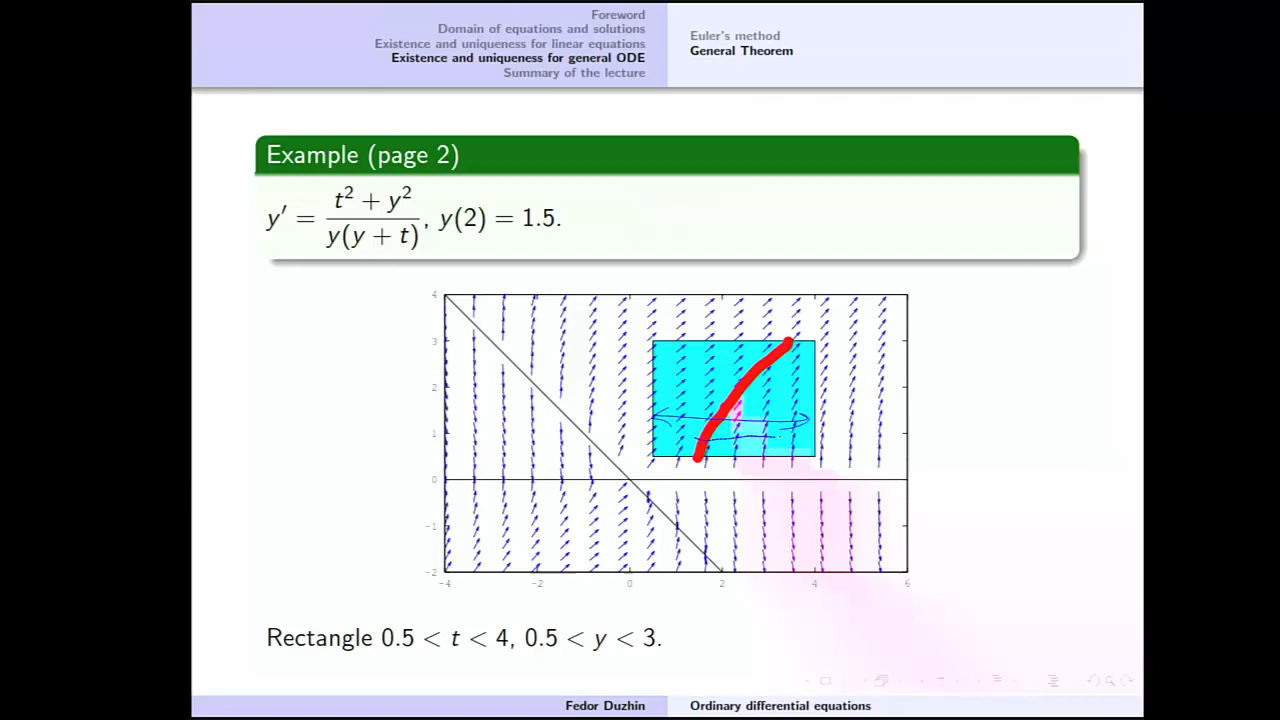 Foreword
Domain of equations and solutions
Existence and uniqueness for linear equations
Existence and uniqueness for general ODE
Summary of the lecture
Euler's method
General Theorem
Example (page 2)
y′ = (t² + y²) / (y(y + t)), y(2) = 1.5.
4
3
2
1
0
−1
−2
−4 −2 0 2 4 6
Rectangle 0.5 < t < 4, 0.5 < y < 3.
Fedor Duzhin Ordinary differential equations